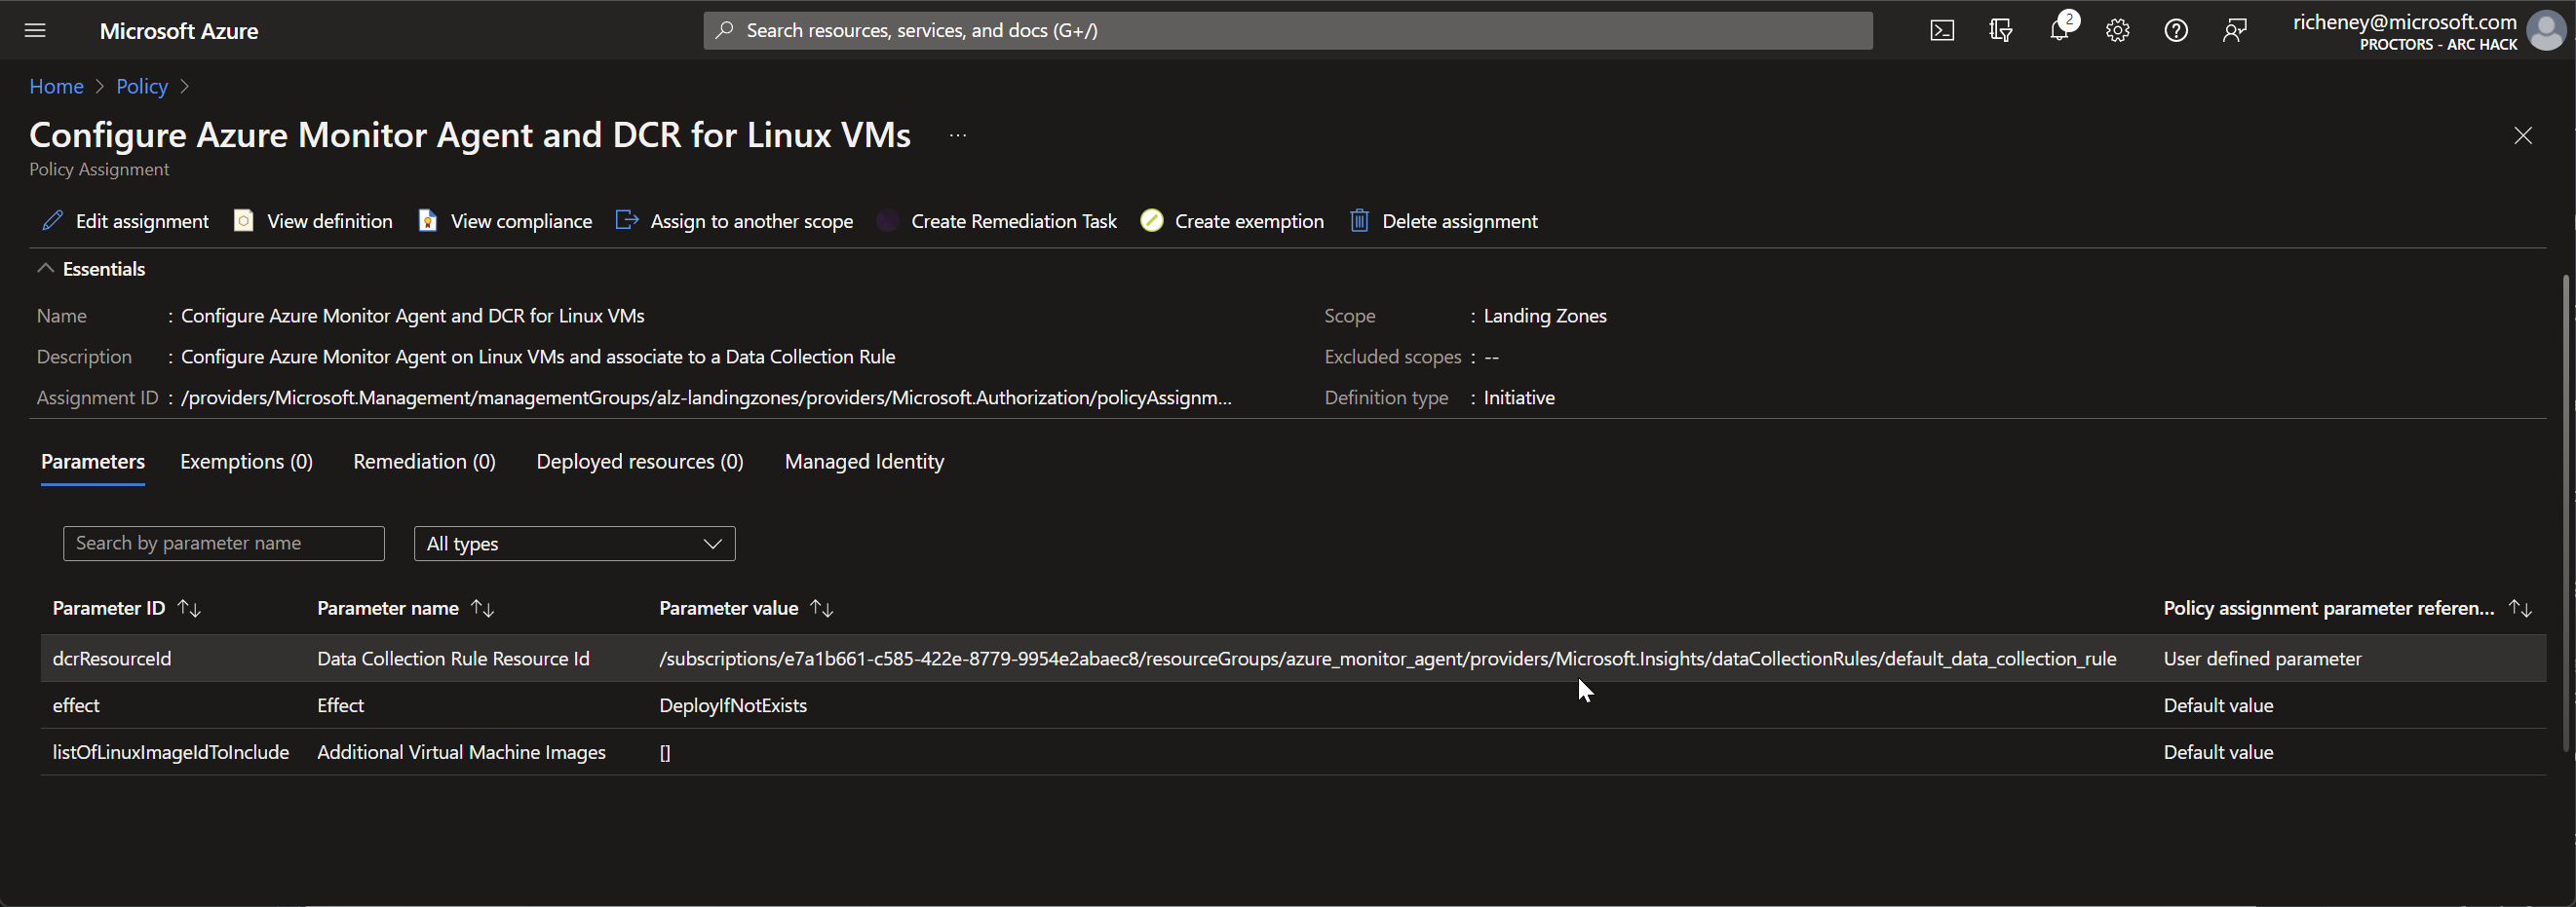 Microsoft Azure
Search resources, services, and docs (G+/)
2
richeney@microsoft.com
PROCTORS - ARC HACK
Home > Policy >
Configure Azure Monitor Agent and DCR for Linux VMs ...
Policy Assignment
Edit assignment View definition View compliance Assign to another scope Create Remediation Task Create exemption Delete assignment
Essentials
Name : Configure Azure Monitor Agent and DCR for Linux VMs Scope : Landing Zones
Description : Configure Azure Monitor Agent on Linux VMs and associate to a Data Collection Rule Excluded scopes : --
Assignment ID : /providers/Microsoft.Management/managementGroups/alz-landingzones/providers/Microsoft.Authorization/policyAssignm... Definition type : Initiative
Parameters Exemptions (0) Remediation (0) Deployed resources (0) Managed Identity
Search by parameter name All types
Parameter ID ↑↓ Parameter name ↑↓ Parameter value ↑↓ Policy assignment parameter referen... ↑↓
dcrResourceId Data Collection Rule Resource Id /subscriptions/e7a1b661-c585-422e-8779-9954e2abaec8/resourceGroups/azure_monitor_agent/providers/Microsoft.Insights/dataCollectionRules/default_data_collection_rule User defined parameter
effect Effect DeployIfNotExists Default value
listOfLinuxImageIdToInclude Additional Virtual Machine Images [] Default value